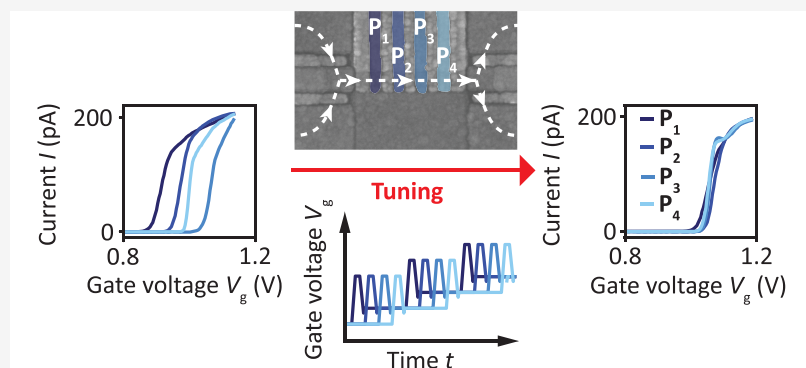 P1
P3
P2
P4
200
Current I (pA)
0
0.8
1.2
Gate voltage Vg (V)
Tuning
Gate voltage Vg
Time t
200
P1
P2
P3
P4
Current I (pA)
0
0.8
1.2
Gate voltage Vg (V)